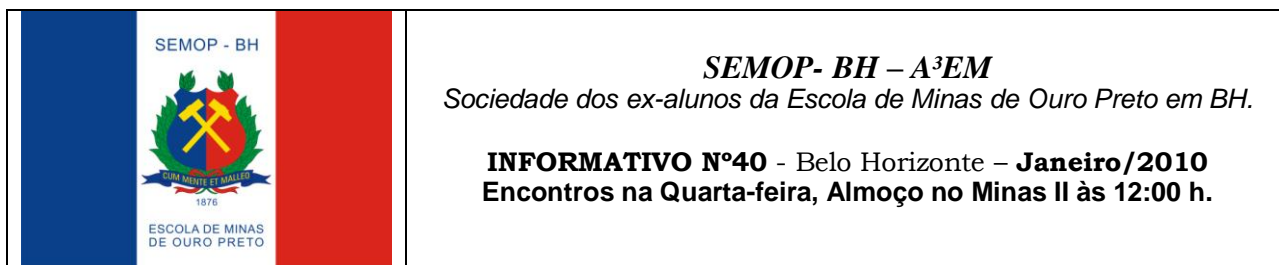 SEMOP - BH
CUM MENTE ET MALLEO
1876
ESCOLA DE MINAS
DE OURO PRETO
SEMOP- BH – A³EM
Sociedade dos ex-alunos da Escola de Minas de Ouro Preto em BH.
INFORMATIVO Nº40 - Belo Horizonte – Janeiro/2010
Encontros na Quarta-feira, Almoço no Minas II às 12:00 h.